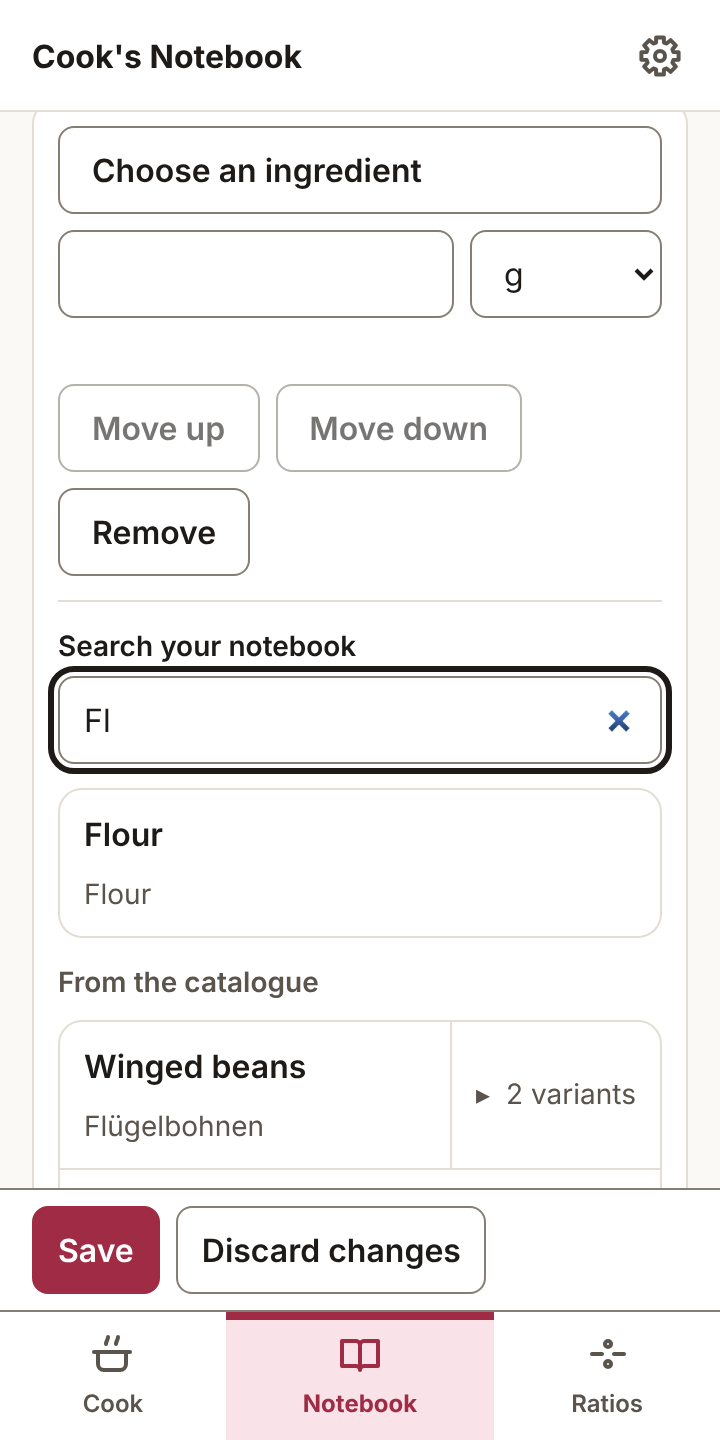 Cook's Notebook
Choose an ingredient
g
Move up
Move down
Remove
Search your notebook
Fl
Flour
Flour
From the catalogue
Winged beans
Flügelbohnen
2 variants
Save
Discard changes
Cook
Notebook
Ratios